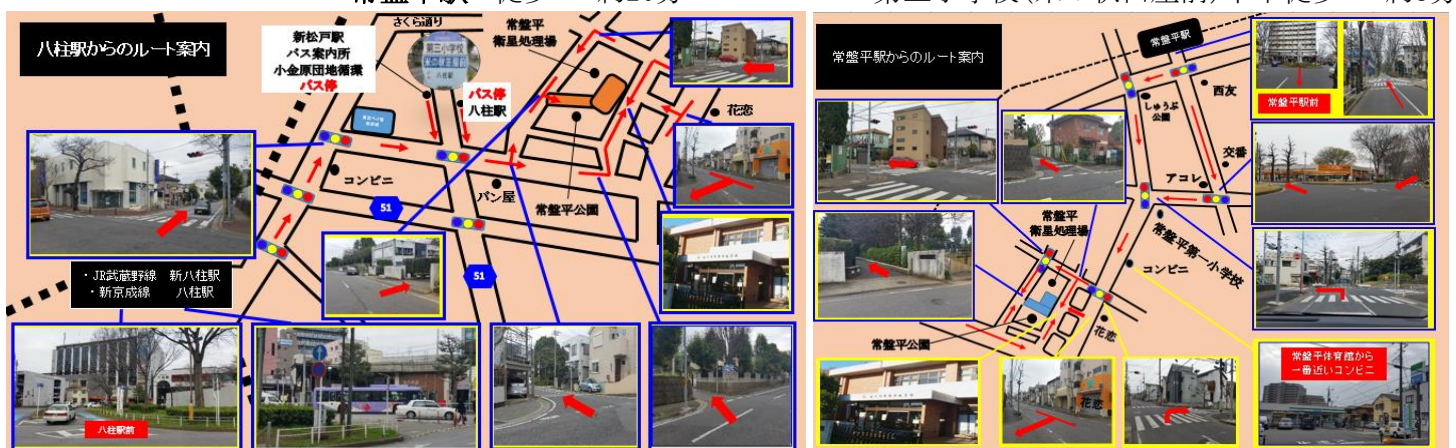 八柱駅からのルート案内
新松戸駅
バス案内所
小金原団地循環
バス停
さくら通り
第三小学校
八柱駅
バス停
八柱駅
常盤平
衛星処理場
花恋
コンビニ
パン屋
常盤平公園
51
51
・JR武蔵野線 新八柱駅
・新京成線 八柱駅
八柱駅前
常盤平駅からのルート案内
常盤平駅
西友
しょうぶ
公園
交番
アコレ
常盤平駅前
常盤平
衛星処理場
常盤平第一小学校
コンビニ
花恋
常盤平公園
花恋
常盤平体育館から
一番近いコンビニ